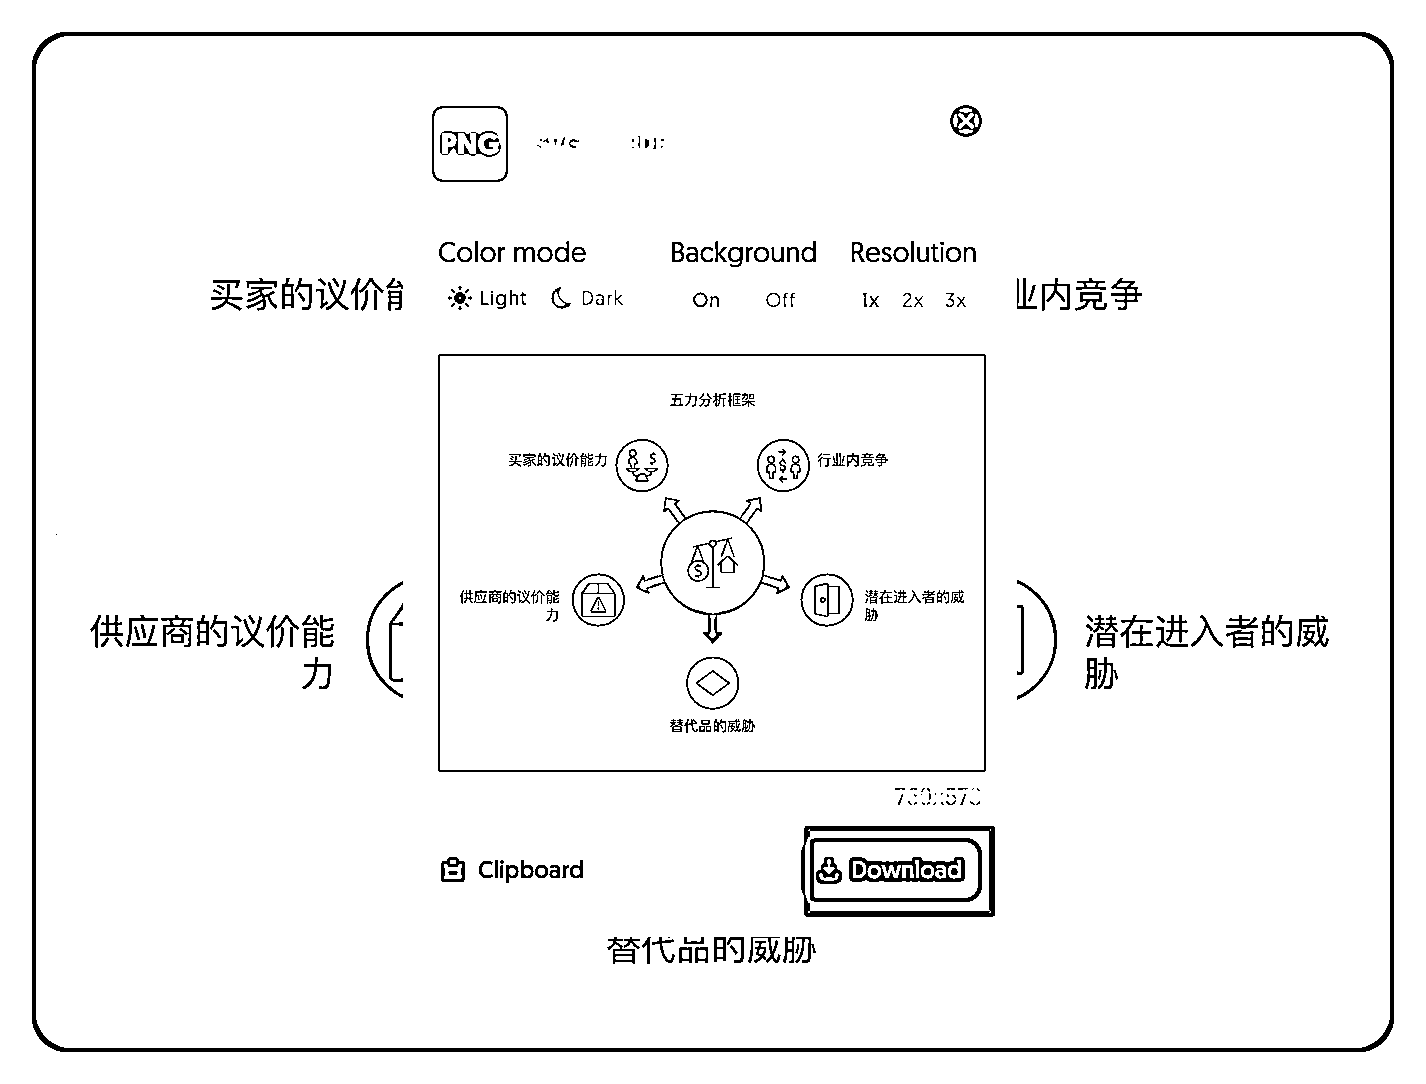 PNG
Color mode
Background
Resolution
Light
Dark
On
Off
1x
2x
3x
买家的议价
业内竞争
五力分析框架
买家的议价能力
行业内竞争
供应商的议价能
力
潜在进入者的威
胁
替代品的威胁
供应商的议价能
力
潜在进入者的威
胁
Clipboard
Download
替代品的威胁